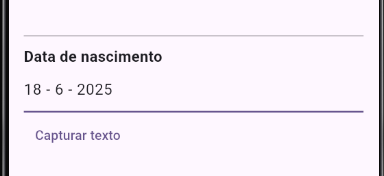 Data de nascimento
18 - 6 - 2025
Capturar texto